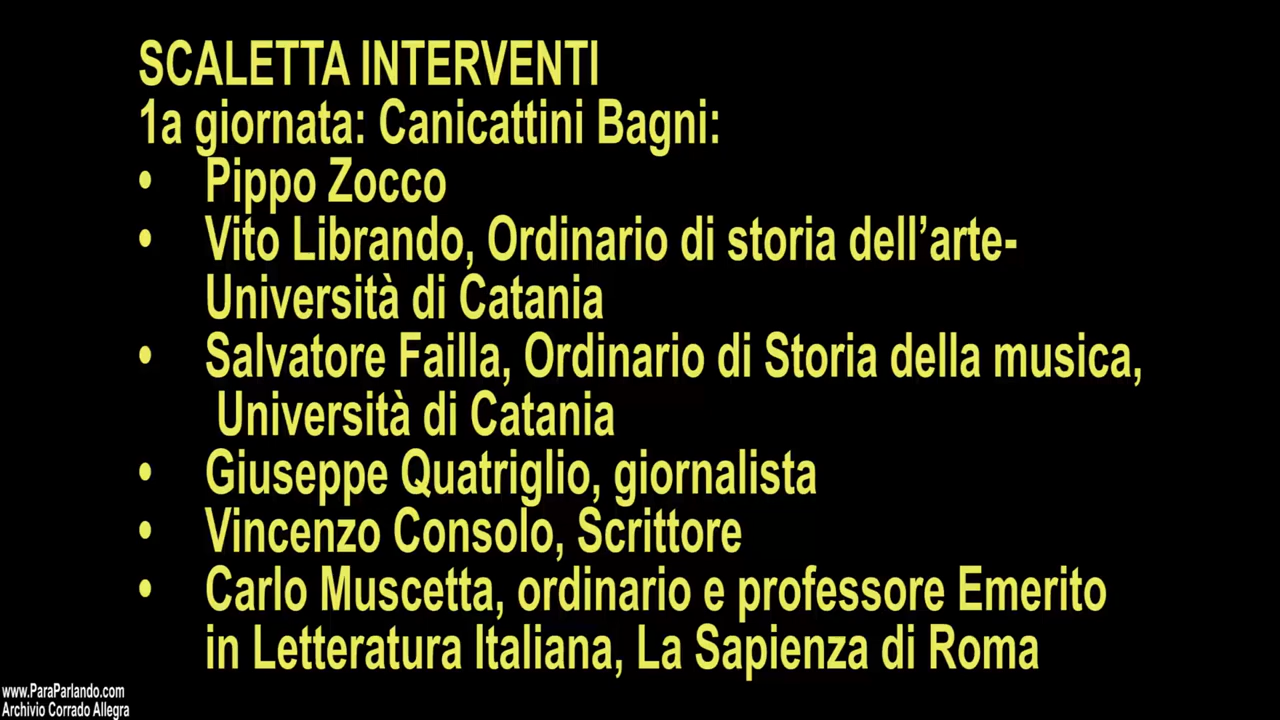 SCALETTA INTERVENTI
1a giornata: Canicattini Bagni:
• Pippo Zocco
• Vito Librando, Ordinario di storia dell’arte-
Università di Catania
• Salvatore Failla, Ordinario di Storia della musica,
Università di Catania
• Giuseppe Quatriglio, giornalista
• Vincenzo Consolo, Scrittore
• Carlo Muscetta, ordinario e professore Emerito
in Letteratura Italiana, La Sapienza di Roma
www.ParaParlando.com
Archivio Corrado Allegra